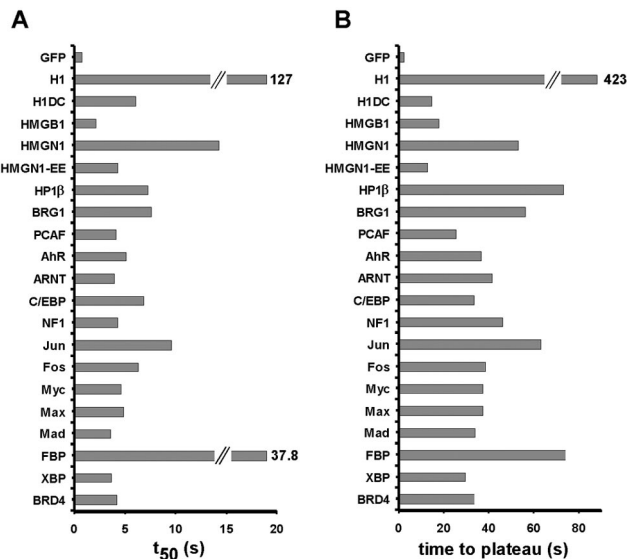 A
GFP
H1
127
H1DC
HMGB1
HMGN1
HMGN1-EE
HP1β
BRG1
PCAF
AhR
ARNT
C/EBP
NF1
Jun
Fos
Myc
Max
Mad
FBP
37.8
XBP
BRD4
0 5 10 15 20
t50 (s)
B
GFP
H1
423
H1DC
HMGB1
HMGN1
HMGN1-EE
HP1β
BRG1
PCAF
AhR
ARNT
C/EBP
NF1
Jun
Fos
Myc
Max
Mad
FBP
XBP
BRD4
0 20 40 60 80
time to plateau (s)